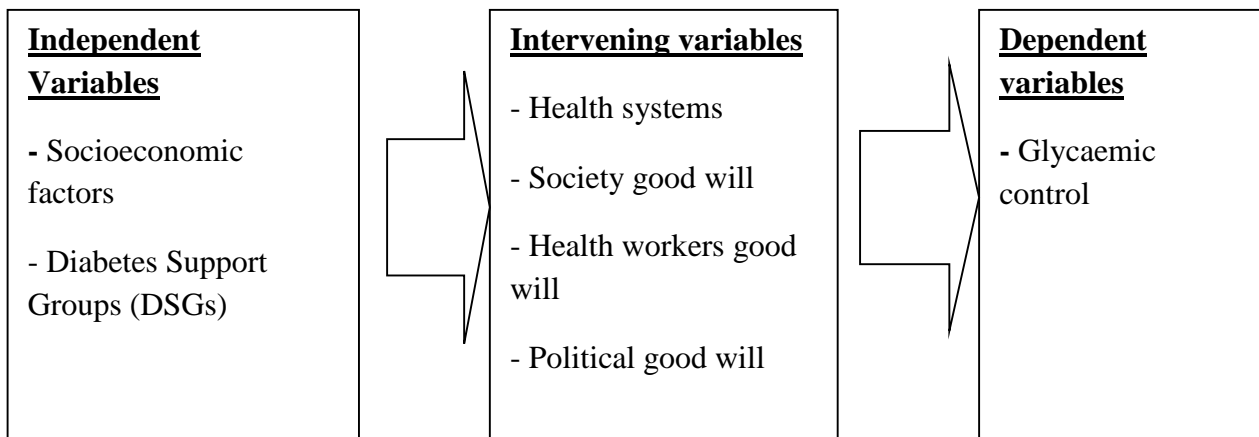 Independent
Variables
- Socioeconomic
factors
- Diabetes Support
Groups (DSGs)
Intervening variables
- Health systems
- Society good will
- Health workers good
will
- Political good will
Dependent
variables
- Glycaemic
control